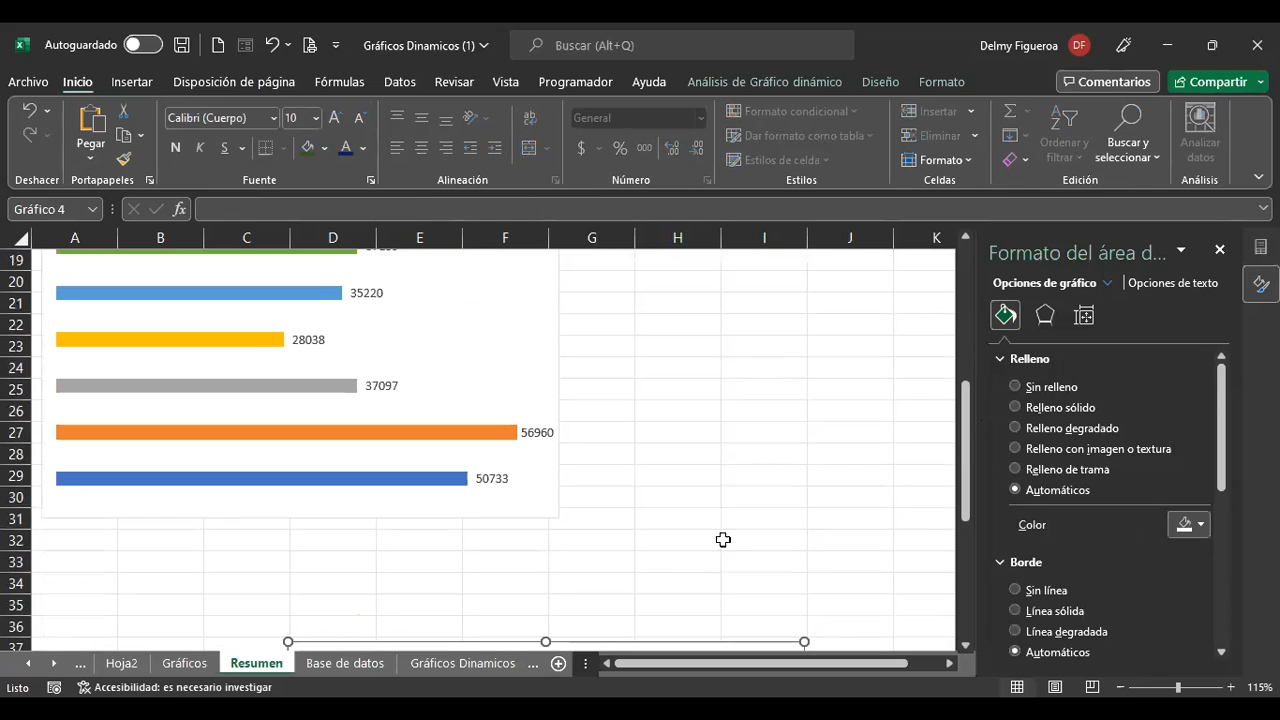 Autoguardado
Gráficos Dinamicos (1)
Buscar (Alt+Q)
Delmy Figueroa
DF
Archivo Inicio Insertar Disposición de página Fórmulas Datos Revisar Vista Programador Ayuda Análisis de Gráfico dinámico Diseño Formato
Comentarios
Compartir
Pegar
Calibri (Cuerpo) 10
N K S
General
$ % 000
Formato condicional
Dar formato como tabla
Estilos de celda
Insertar
Eliminar
Formato
Ordenar y
filtrar
Buscar y
seleccionar
Analizar
datos
Deshacer Portapapeles Fuente Alineación Número Estilos Celdas Edición Análisis
Gráfico 4
fx
A B C D E F G H I J K
19
20
21
22
23
24
25
26
27
28
29
30
31
32
33
34
35
36
37
35220
28038
37097
56960
50733
Formato del área d...
Opciones de gráfico Opciones de texto
Relleno
Sin relleno
Relleno sólido
Relleno degradado
Relleno con imagen o textura
Relleno de trama
Automáticos
Color
Borde
Sin línea
Línea sólida
Línea degradada
Automáticos
... Hoja2 Gráficos Resumen Base de datos Gráficos Dinamicos ...
Listo
Accesibilidad: es necesario investigar
115%